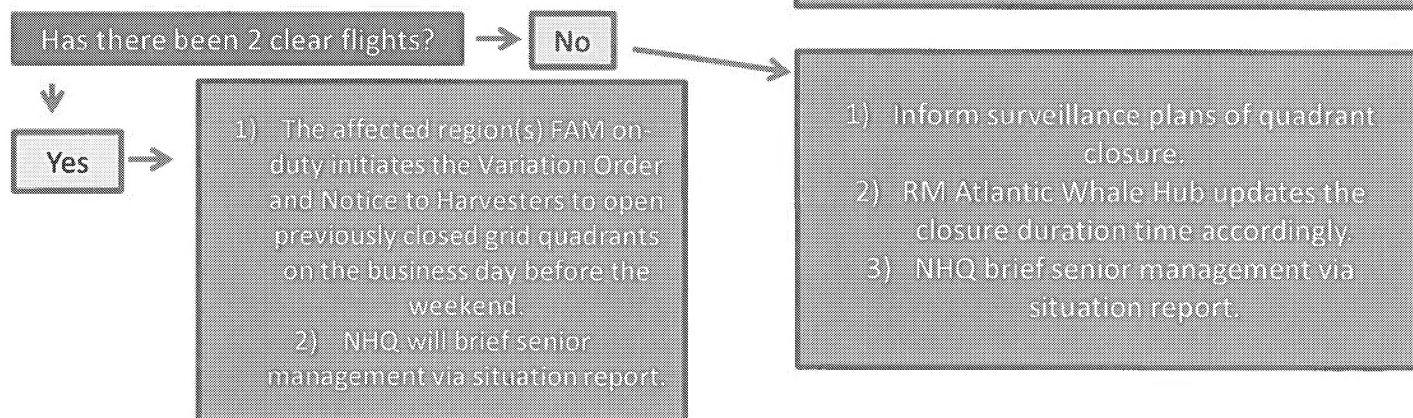 Has there been 2 clear flights?
No
Yes
1) The affected region(s) FAM on-
duty initiates the Variation Order
and Notice to Harvesters to open
previously closed grid quadrants
on the business day before the
weekend.
2) NHQ will brief senior
management via situation report.
1) Inform surveillance plans of quadrant
closure.
2) RM Atlantic Whale Hub updates the
closure duration time accordingly.
3) NHQ brief senior management via
situation report.